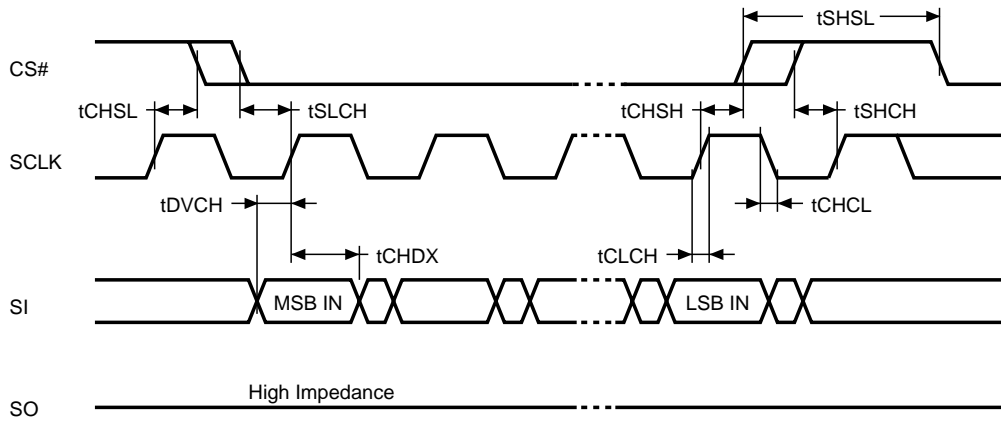 tSHSL
CS#
tCHSL
tSLCH
tCHSH
tSHCH
SCLK
tDVCH
tCHCL
tCHDX
tCLCH
SI
MSB IN
LSB IN
High Impedance
SO